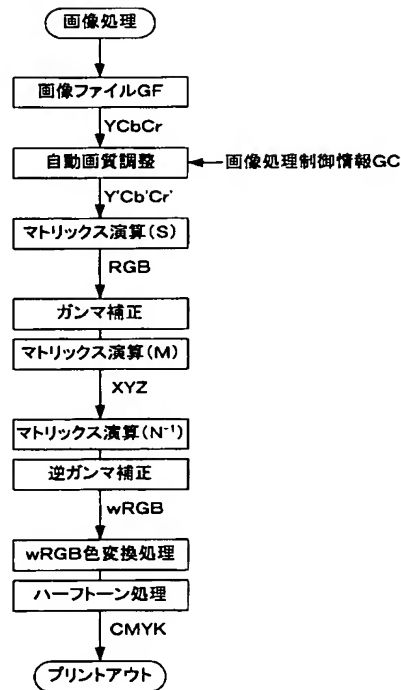 画像処理
画像ファイルGF
YCbCr
自動画質調整
画像処理制御情報GC
Y'Cb'Cr'
マトリックス演算(S)
RGB
ガンマ補正
マトリックス演算(M)
XYZ
マトリックス演算(N⁻¹)
逆ガンマ補正
wRGB
wRGB色変換処理
ハーフトーン処理
CMYK
プリントアウト